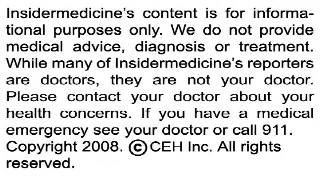 Insidermedicine's content is for informa-
tional purposes only. We do not provide
medical advice, diagnosis or treatment.
While many of Insidermedicine's reporters
are doctors, they are not your doctor.
Please contact your doctor about your
health concerns. If you have a medical
emergency see your doctor or call 911.
Copyright 2008. ©CEH Inc. All rights
reserved.